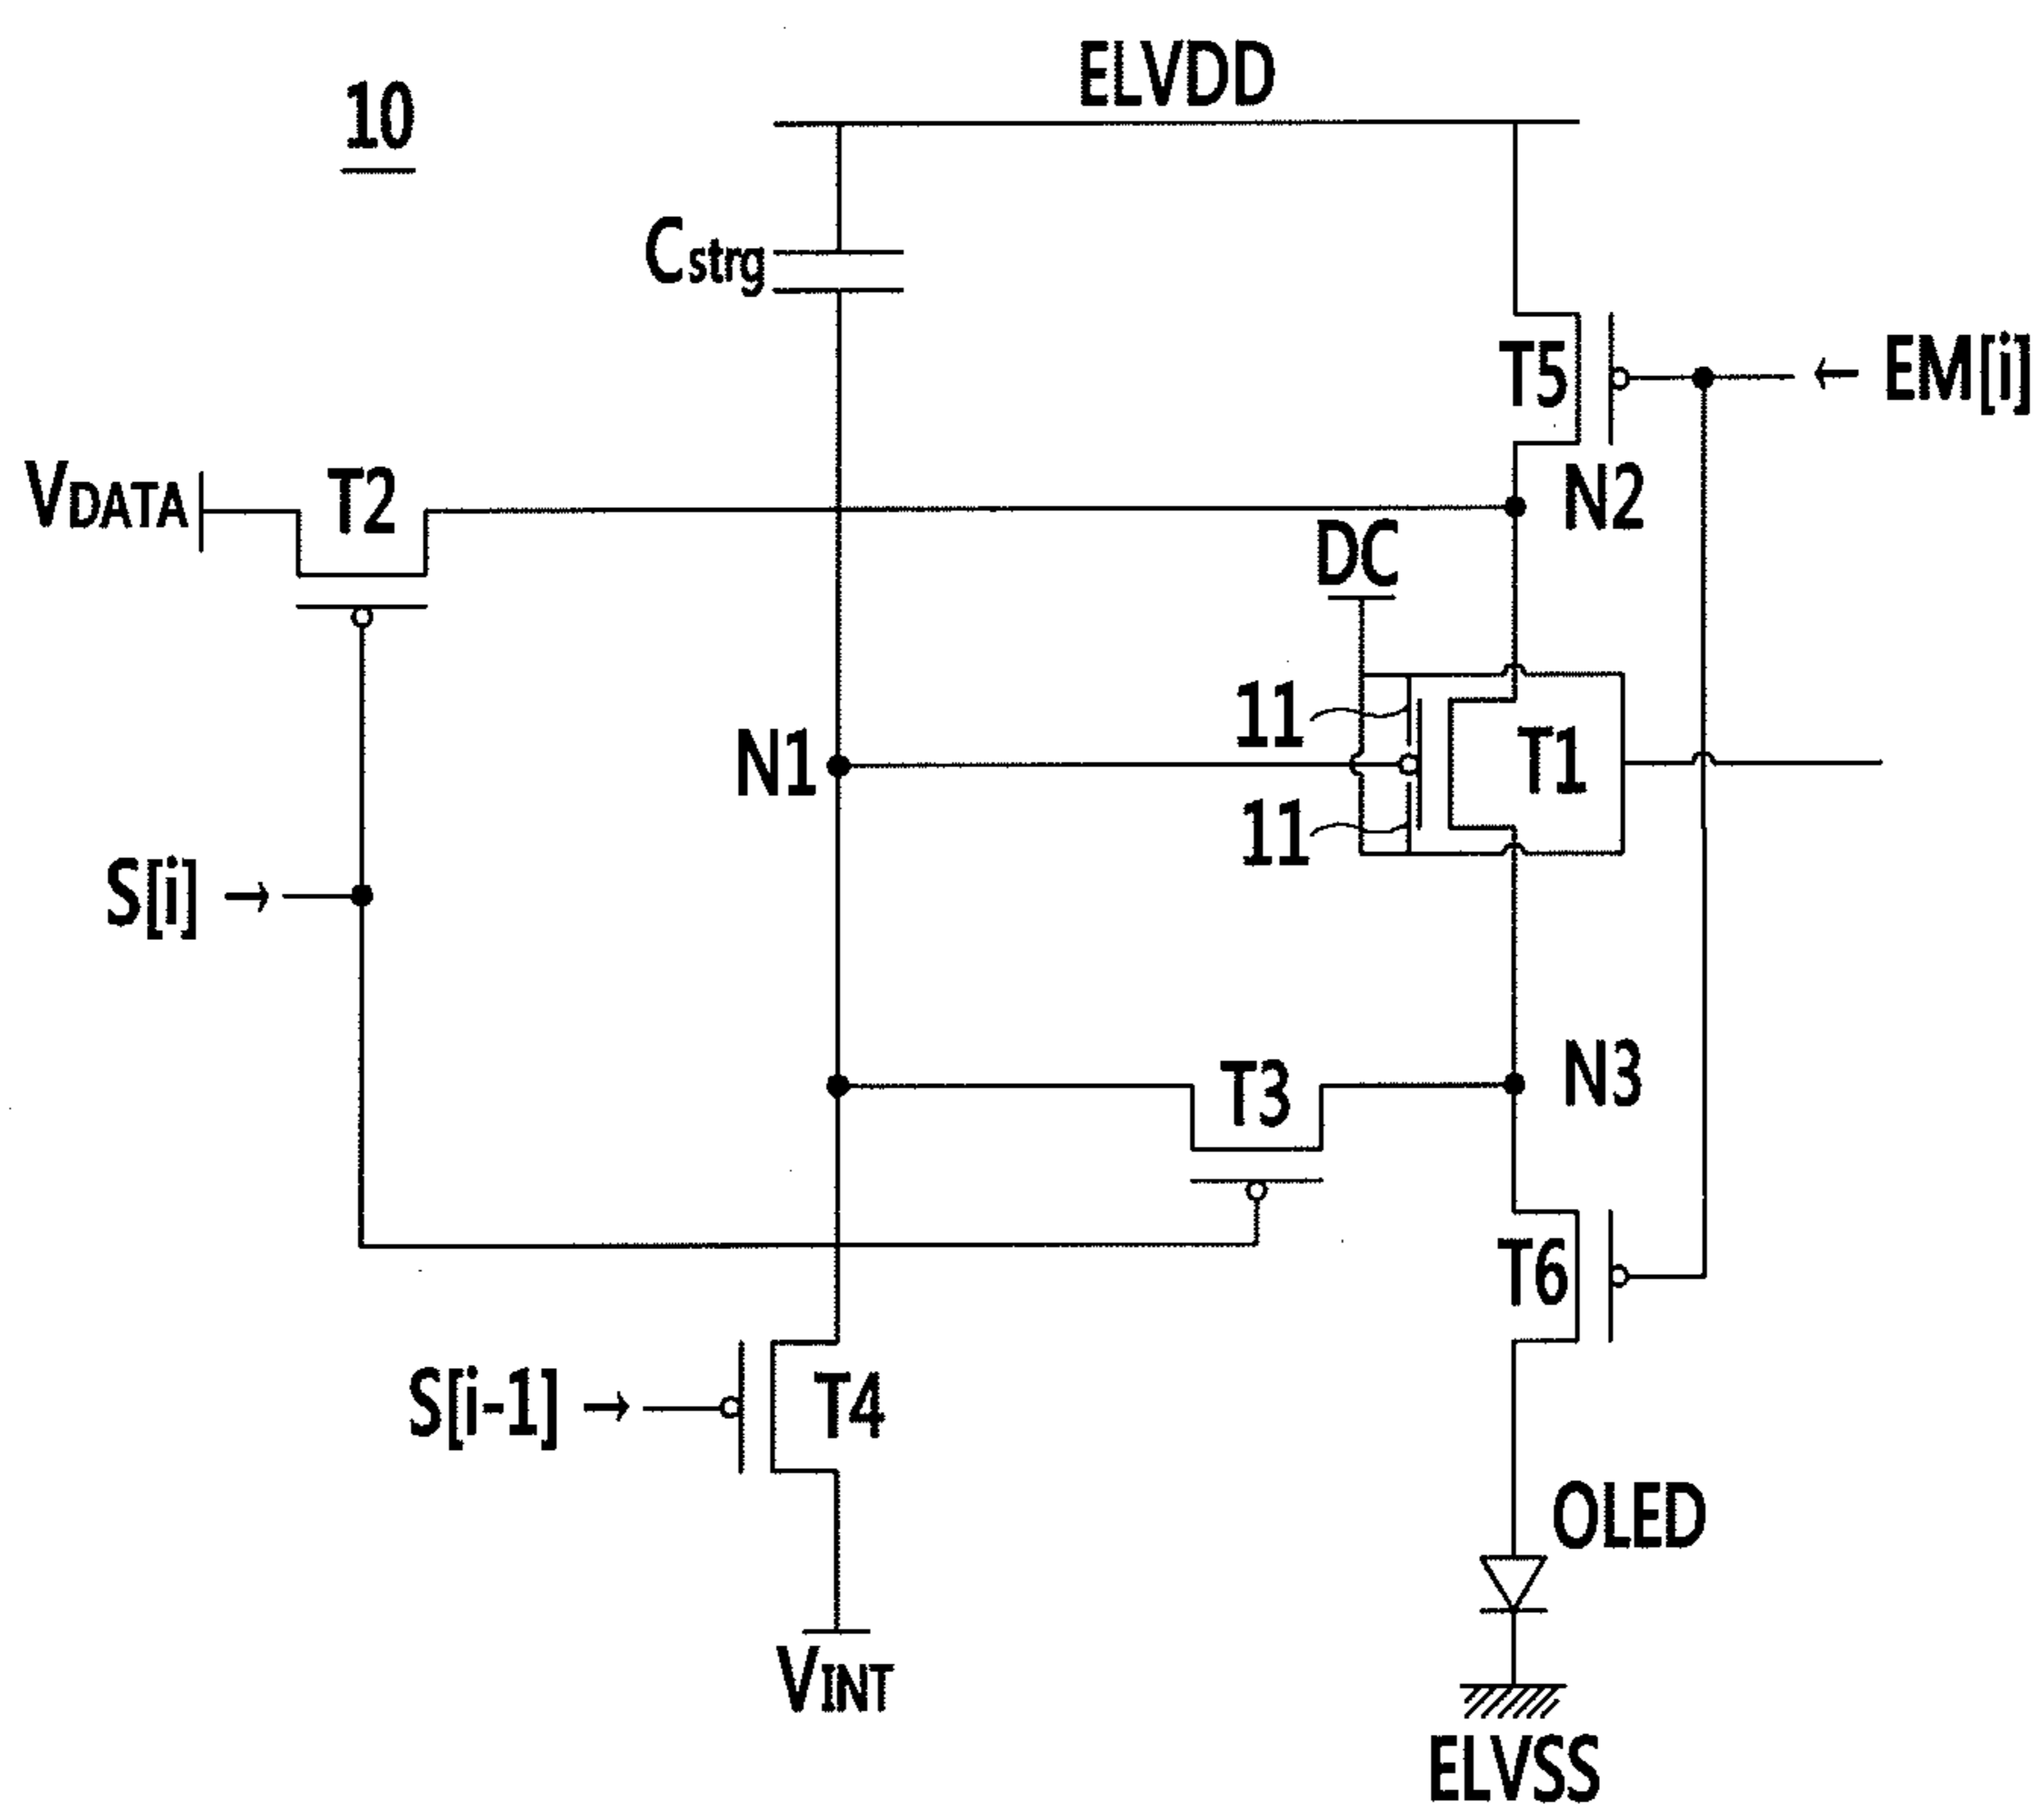 ELVDD
10
Cstrg
T5
EM[i]
VDATA
T2
N2
DC
11
N1
T1
11
S[i]
T3
N3
T6
S[i-1]
T4
OLED
VINT
ELVSS